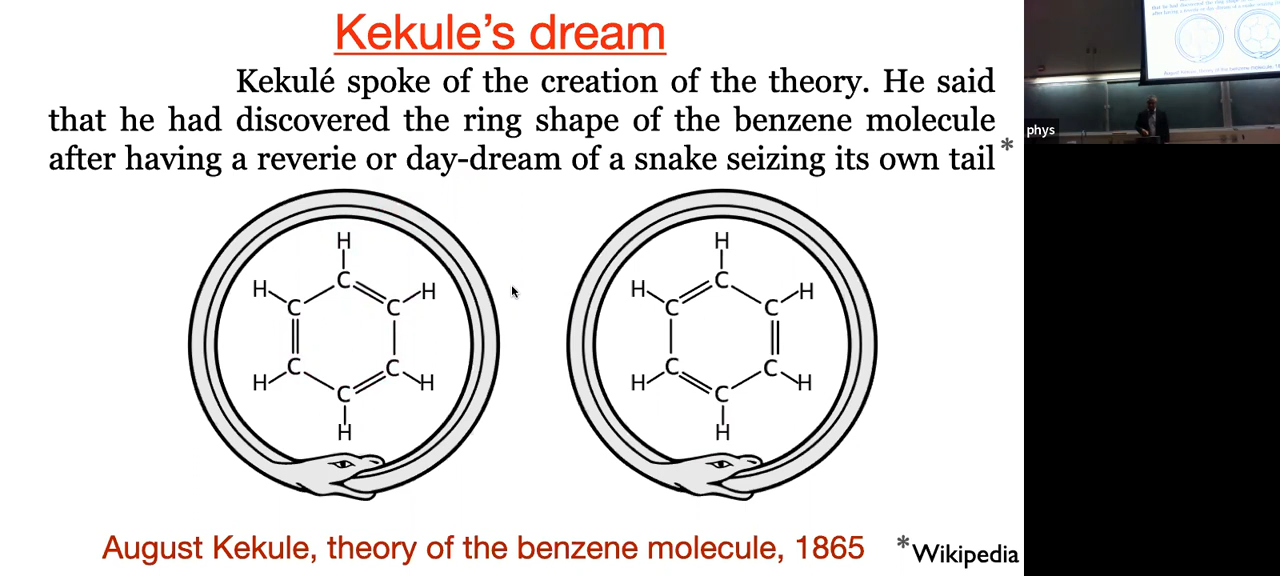 Kekule’s dream
Kekulé spoke of the creation of the theory. He said
that he had discovered the ring shape of the benzene molecule
after having a reverie or day-dream of a snake seizing its own tail *
H
H C H
C C
C C
H C H
H
H
H C H
C C
C C
H C H
H
August Kekule, theory of the benzene molecule, 1865 *Wikipedia
phys